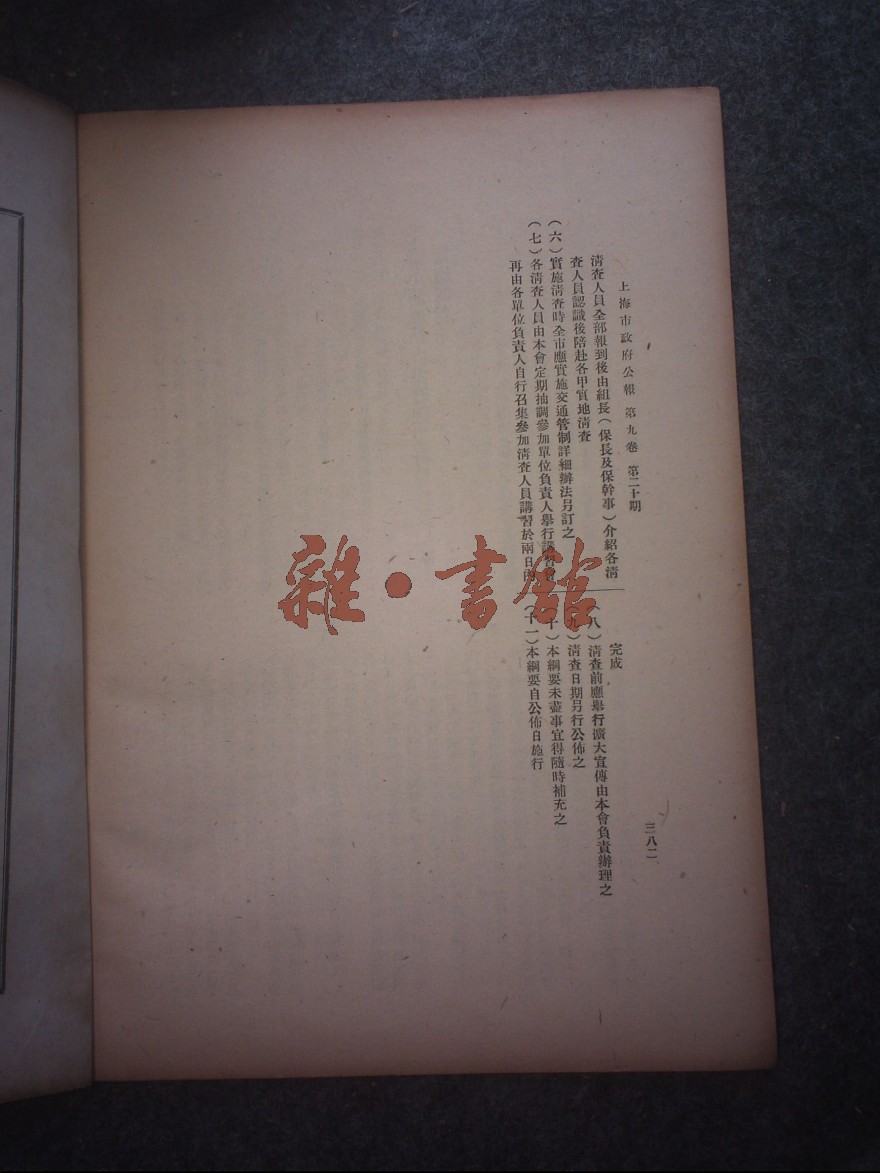 上海市政府公報 第九卷 第二十期
三八二
清查人員全部報到後由組長（保長及保幹事）介紹各清
查人員認識後陪赴各甲實地清查
（六）實施清查時全市應實施交通管制詳細辦法另訂之
（七）各清查人員由本會定期抽調參加單位負責人舉行講習會
再由各單位負責人自行召集參加清查人員講習於兩日內
完成
（八）清查前應舉行擴大宣傳由本會負責辦理之
（九）清查日期另行公佈之
（十）本綱要未盡事宜得隨時補充之
（十一）本綱要自公佈日施行
雜·書館